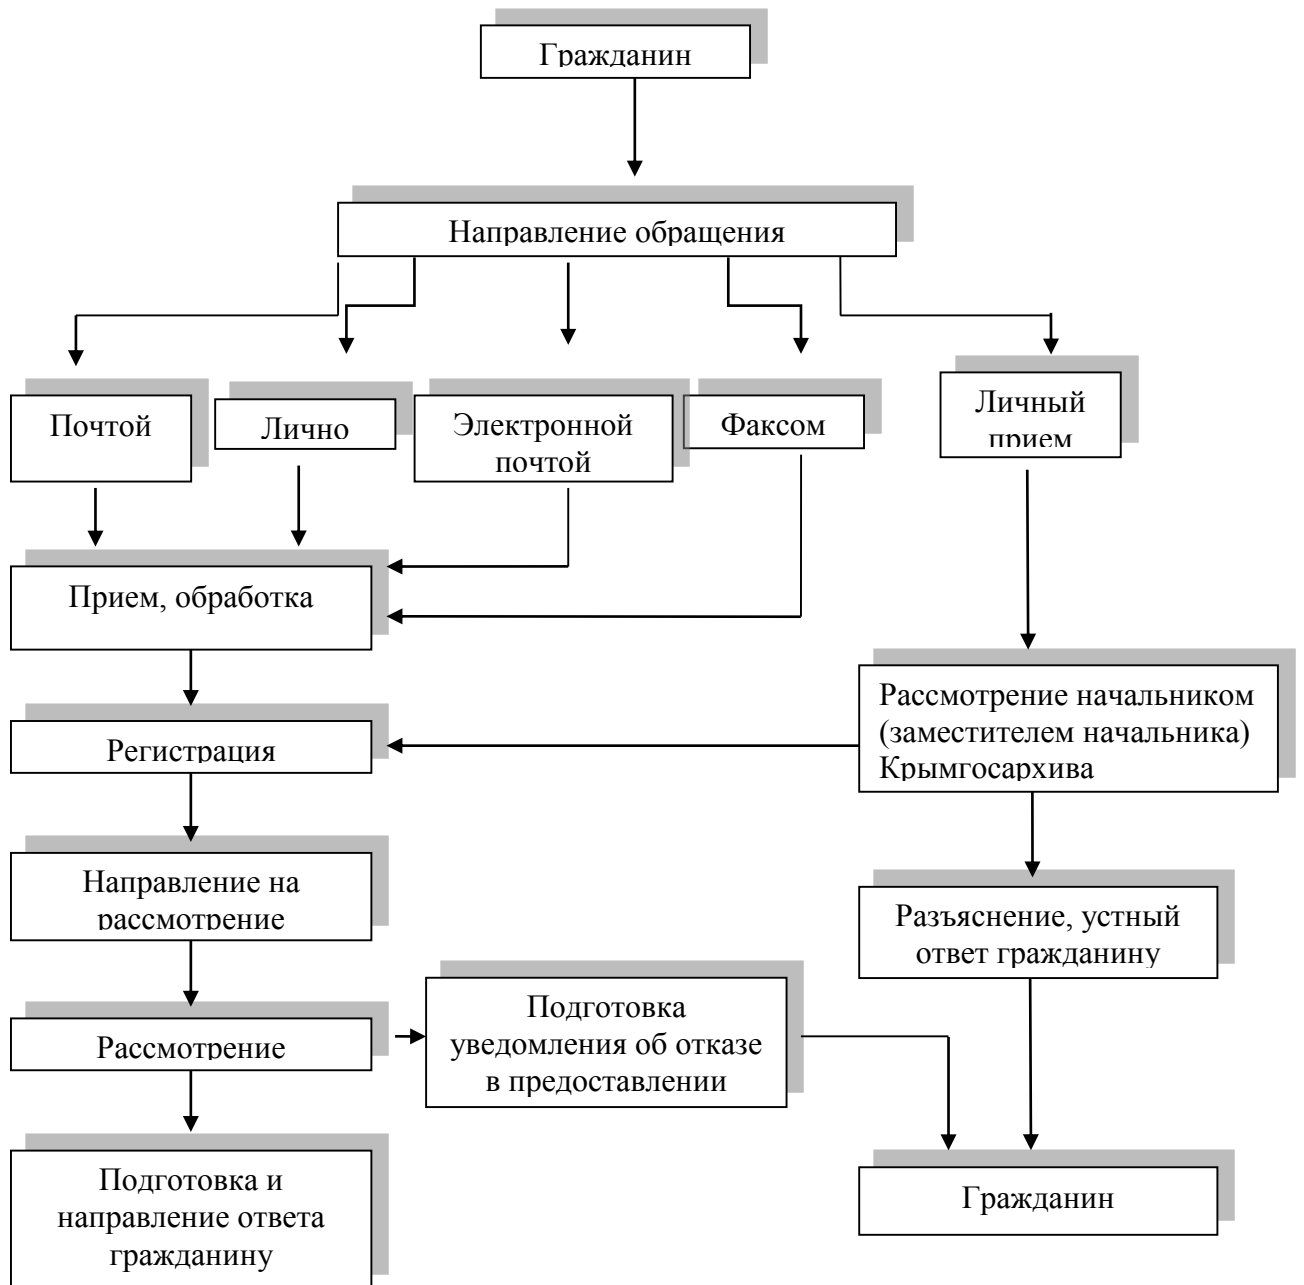 Гражданин
Направление обращения
Почтой
Лично
Электронной
почтой
Факсом
Личный
прием
Прием, обработка
Рассмотрение начальником
(заместителем начальника)
Крымгосархива
Регистрация
Направление на
рассмотрение
Разъяснение, устный
ответ гражданину
Рассмотрение
Подготовка
уведомления об отказе
в предоставлении
Подготовка и
направление ответа
гражданину
Гражданин